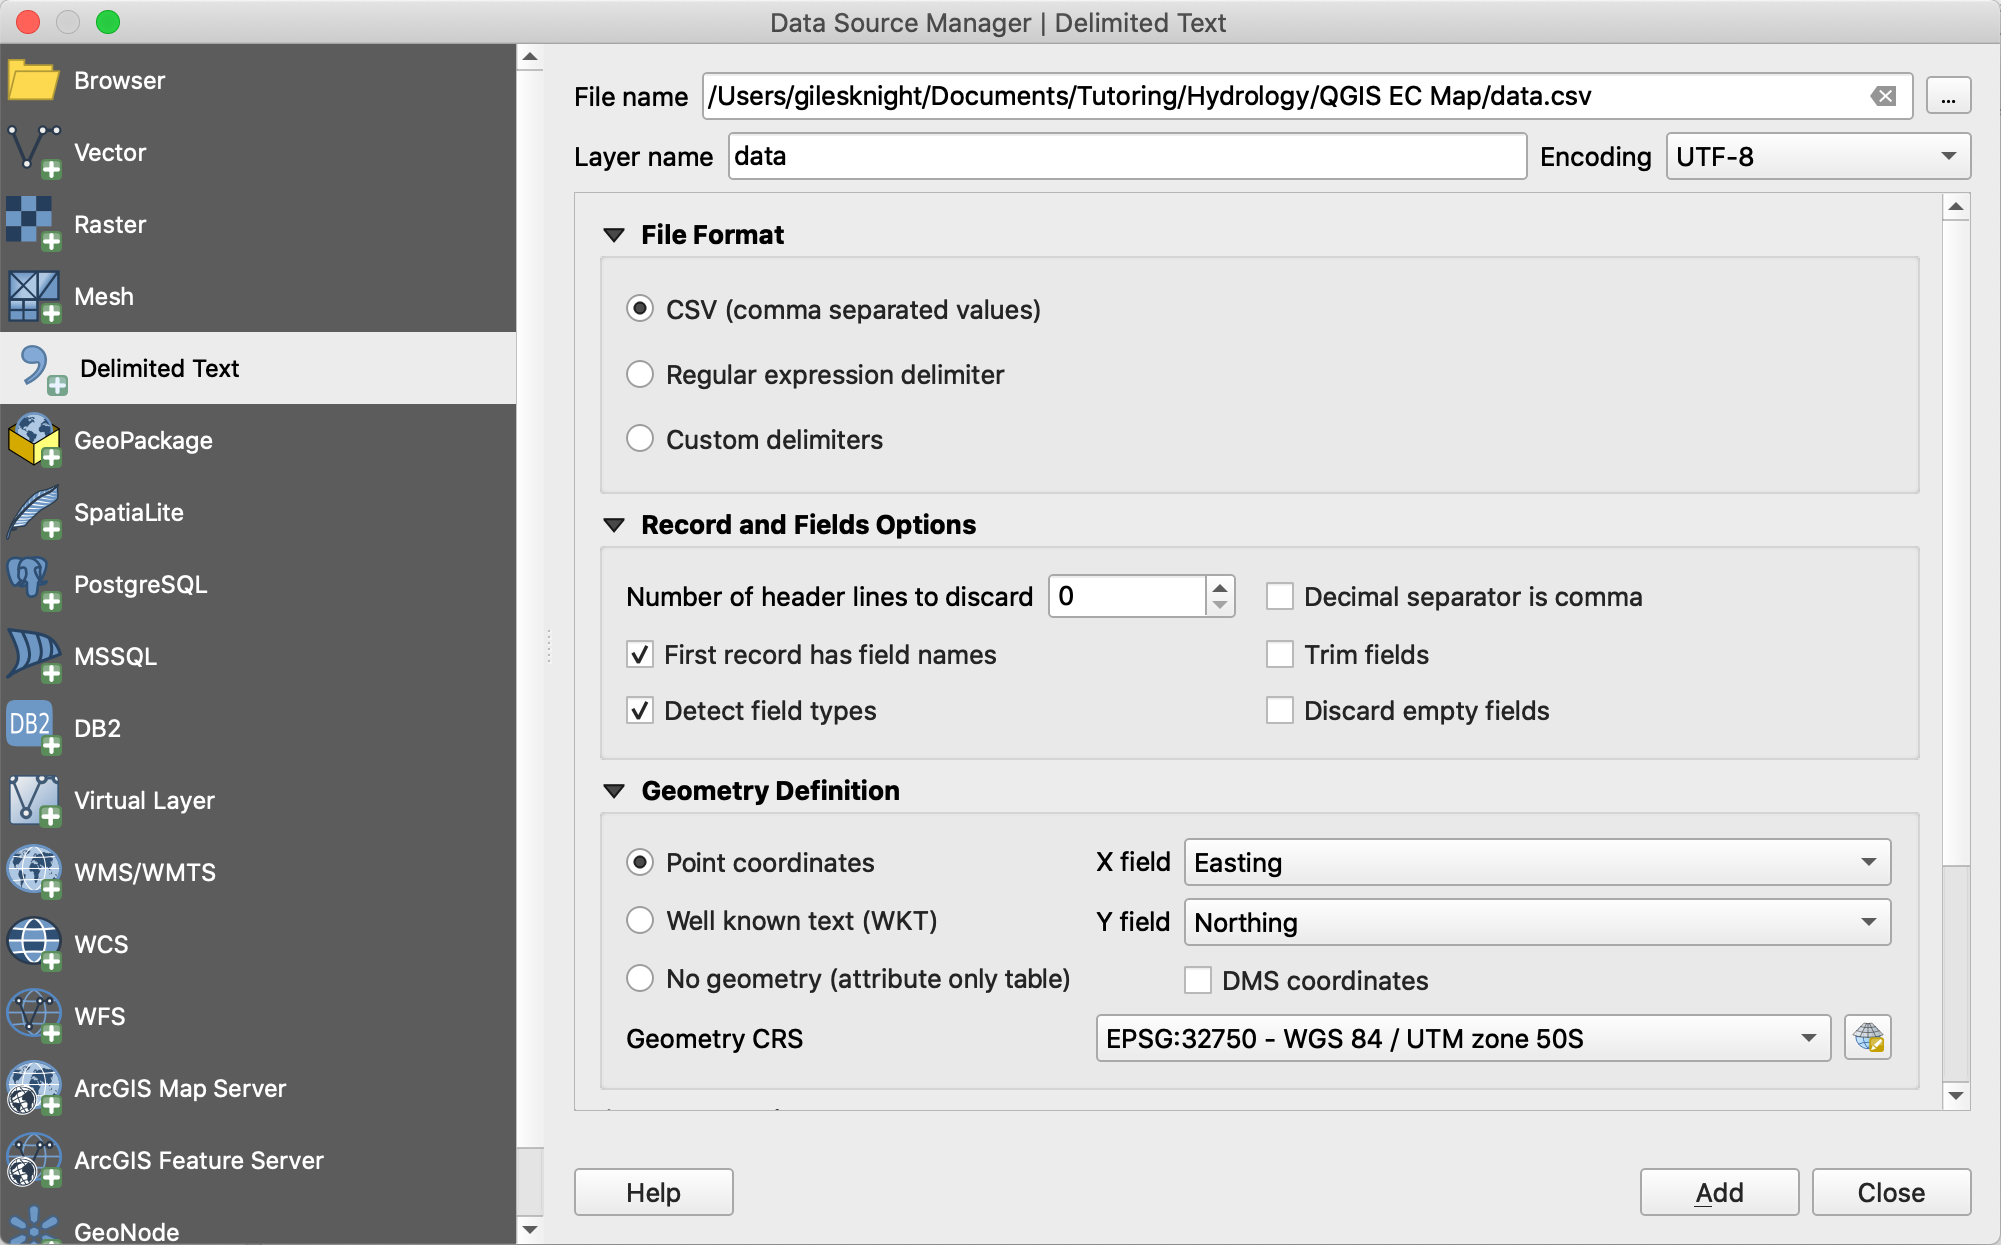 Data Source Manager | Delimited Text
Browser
Vector
Raster
Mesh
Delimited Text
GeoPackage
SpatiaLite
PostgreSQL
MSSQL
DB2
DB2
Virtual Layer
WMS/WMTS
WCS
WFS
ArcGIS Map Server
ArcGIS Feature Server
GeoNode
File name /Users/gilesknight/Documents/Tutoring/Hydrology/QGIS EC Map/data.csv ...
Layer name data Encoding UTF-8
File Format
CSV (comma separated values)
Regular expression delimiter
Custom delimiters
Record and Fields Options
Number of header lines to discard 0 Decimal separator is comma
First record has field names Trim fields
Detect field types Discard empty fields
Geometry Definition
Point coordinates X field Easting
Well known text (WKT) Y field Northing
No geometry (attribute only table) DMS coordinates
Geometry CRS EPSG:32750 - WGS 84 / UTM zone 50S
Help Add Close